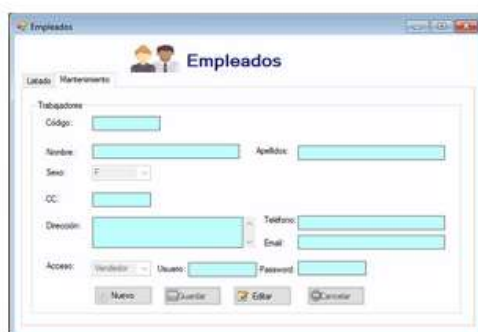 Empleados
Empleados
Listado Mantenimiento
Trabajadores
Código:
Nombre: Apellidos:
Sexo: F
CC:
Dirección: Teléfono:
Email:
Acceso: Vendedor Usuario: Password:
Nuevo Guardar Editar Cancelar